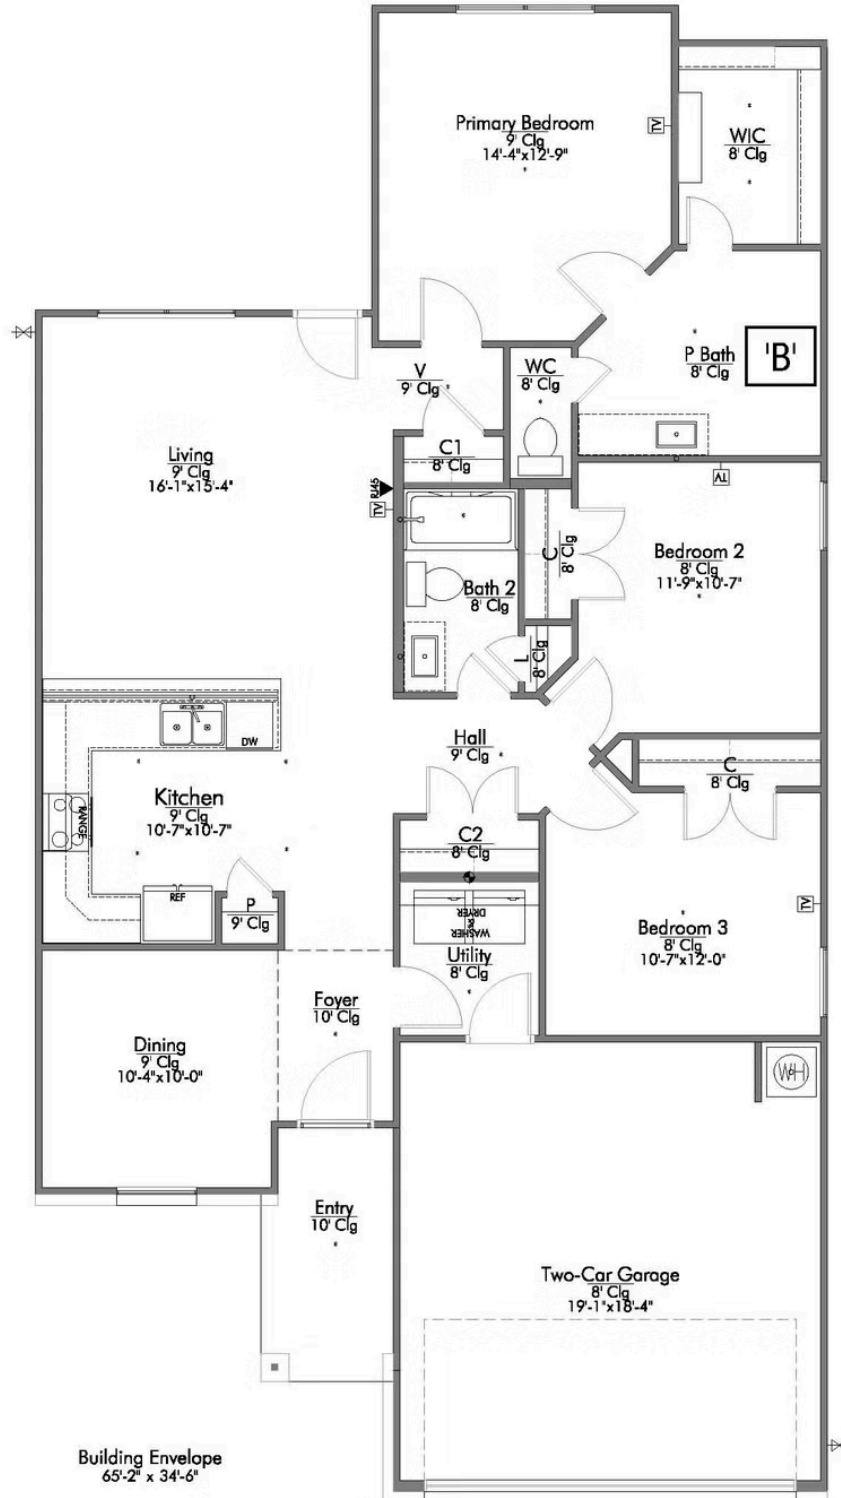 Primary Bedroom
9' Clg
14'-4"x12'-9"
TV
WIC
8' Clg
V
9' Clg
WC
8' Clg
P Bath
8' Clg
'B'
Living
9' Clg
16'-1"x15'-4"
C1
8' Clg
RJ45
TV
TV
Bath 2
8' Clg
C
8' Clg
Bedroom 2
8' Clg
11'-9"x10'-7"
L
8' Clg
DW
Hall
9' Clg
Kitchen
9' Clg
10'-7"x10'-7"
RANGE
C
8' Clg
C2
8' Clg
REF
P
9' Clg
DRYER
WASHER
Utility
8' Clg
TV
Bedroom 3
8' Clg
10'-7"x12'-0"
Foyer
10' Clg
Dining
9' Clg
10'-4"x10'-0"
WH
Entry
10' Clg
Two-Car Garage
8' Clg
19'-1"x18'-4"
Building Envelope
65'-2" x 34'-6"